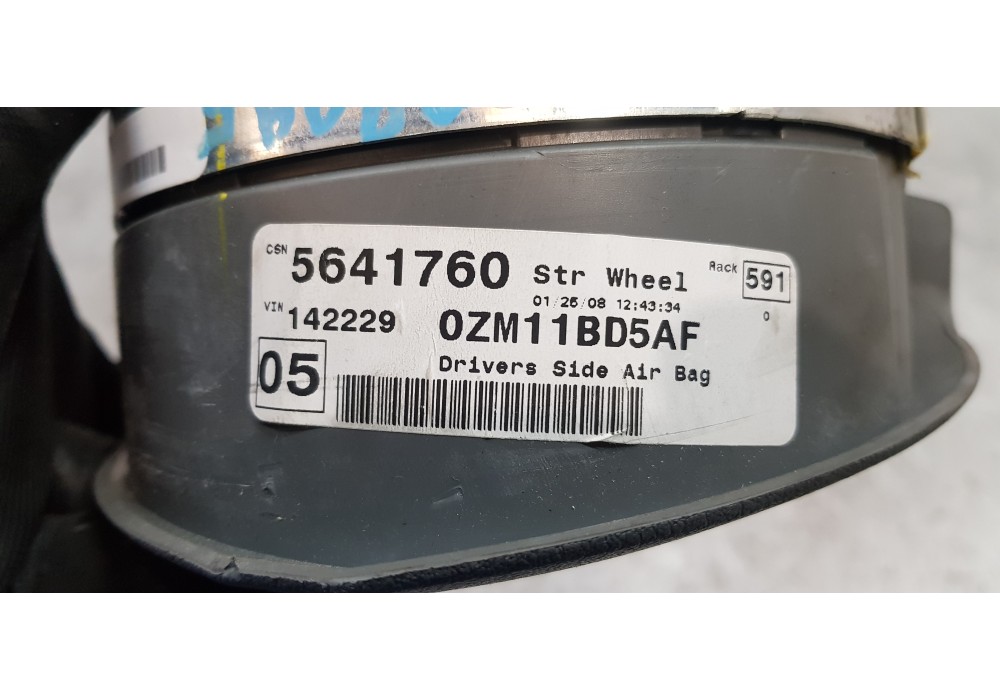 CSN 5641760 Str Wheel Rack 591
01/26/08 12:43:34 0
VIN 142229 0ZM11BD5AF
05 Drivers Side Air Bag